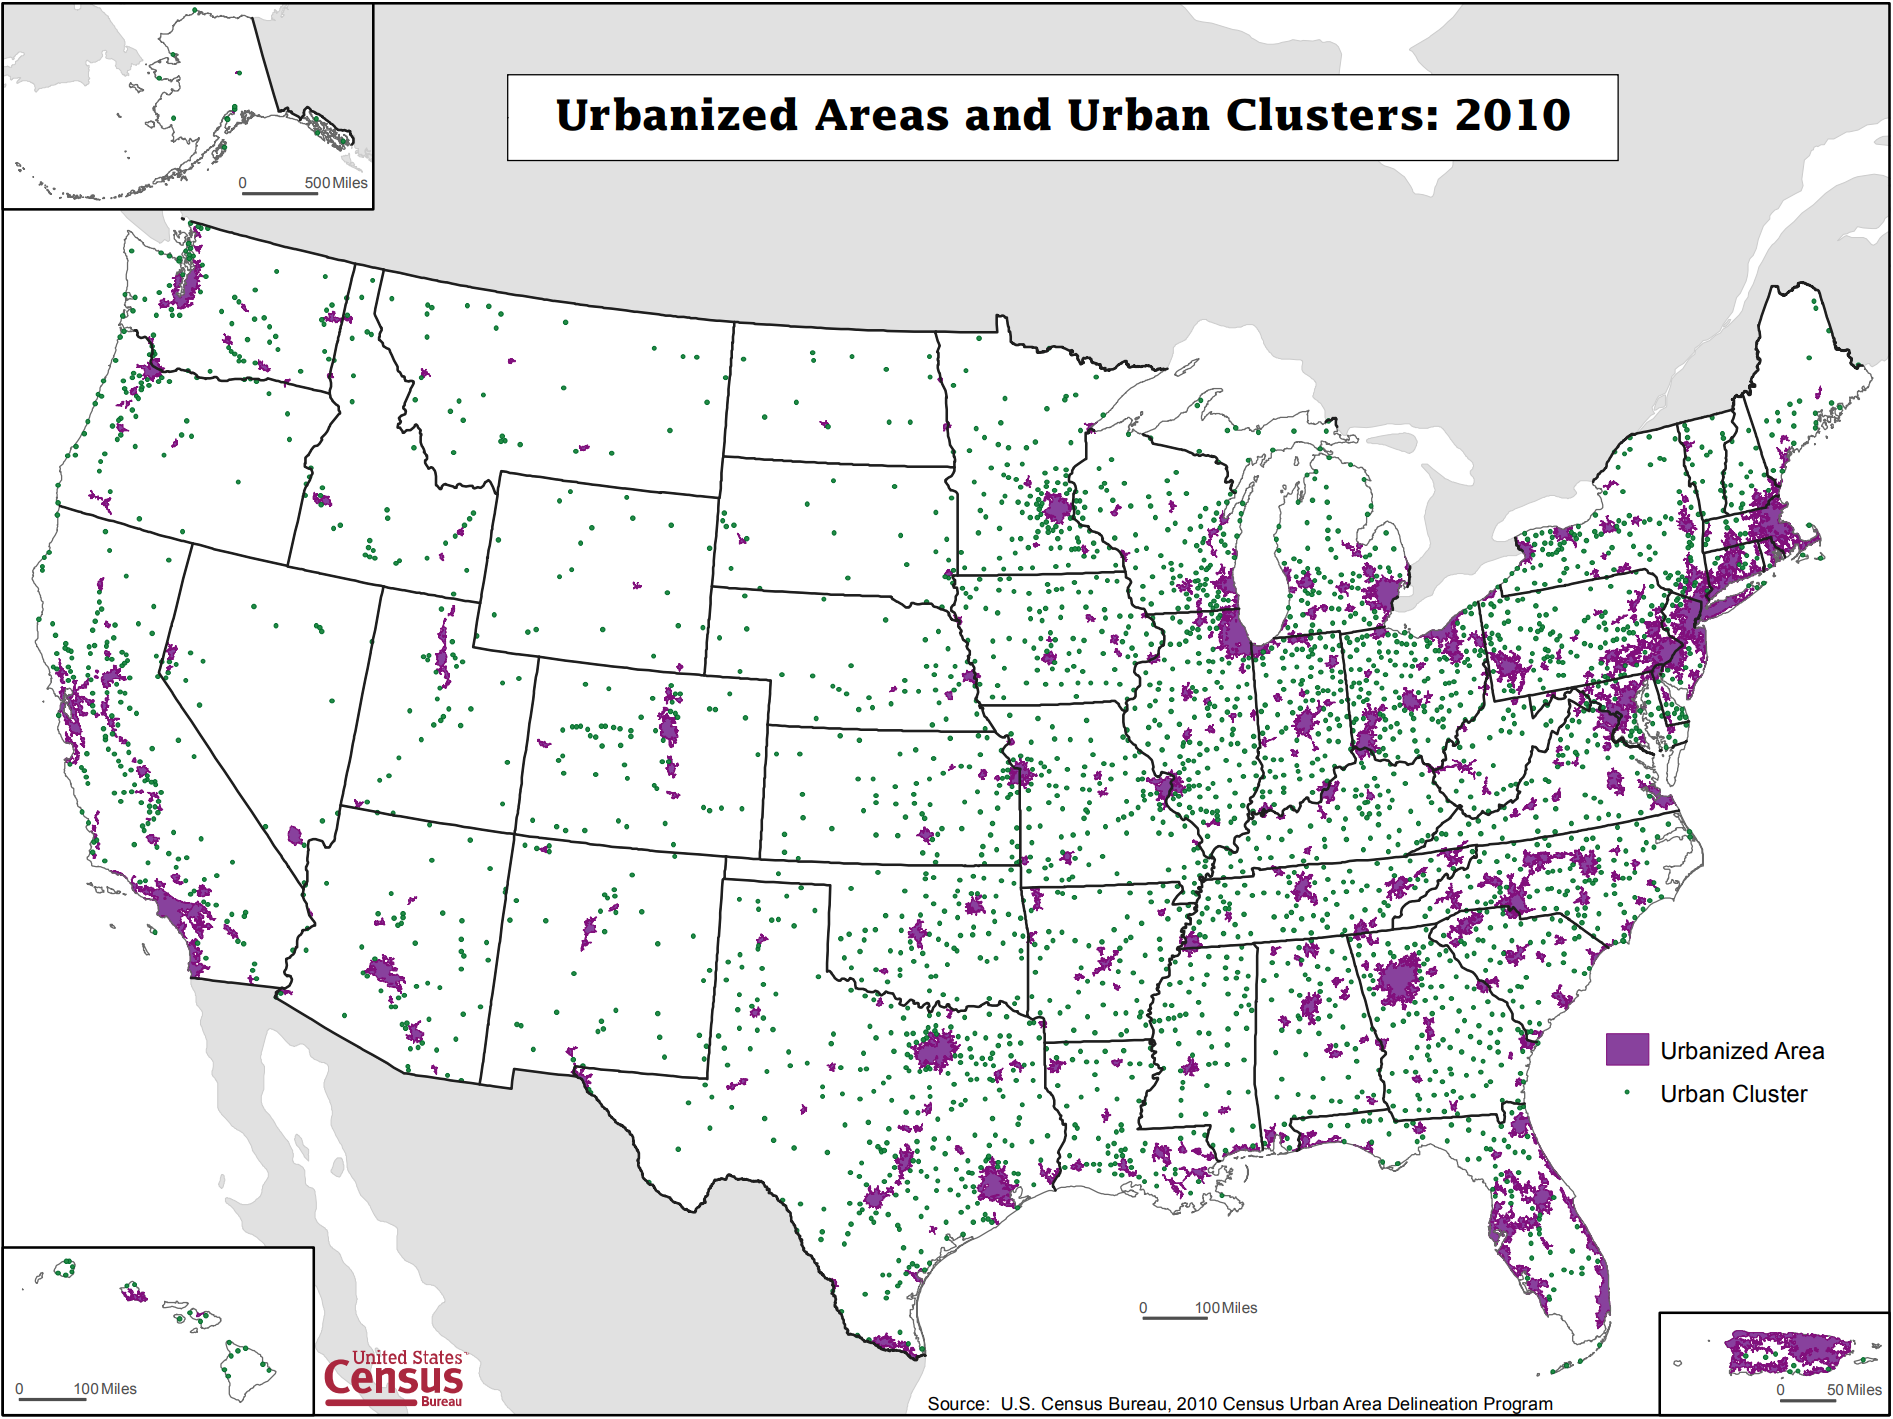 Urbanized Areas and Urban Clusters: 2010
0 500 Miles
Urbanized Area
Urban Cluster
0 100 Miles
0 100 Miles
United States™
Census
Bureau
0 50 Miles
Source: U.S. Census Bureau, 2010 Census Urban Area Delineation Program